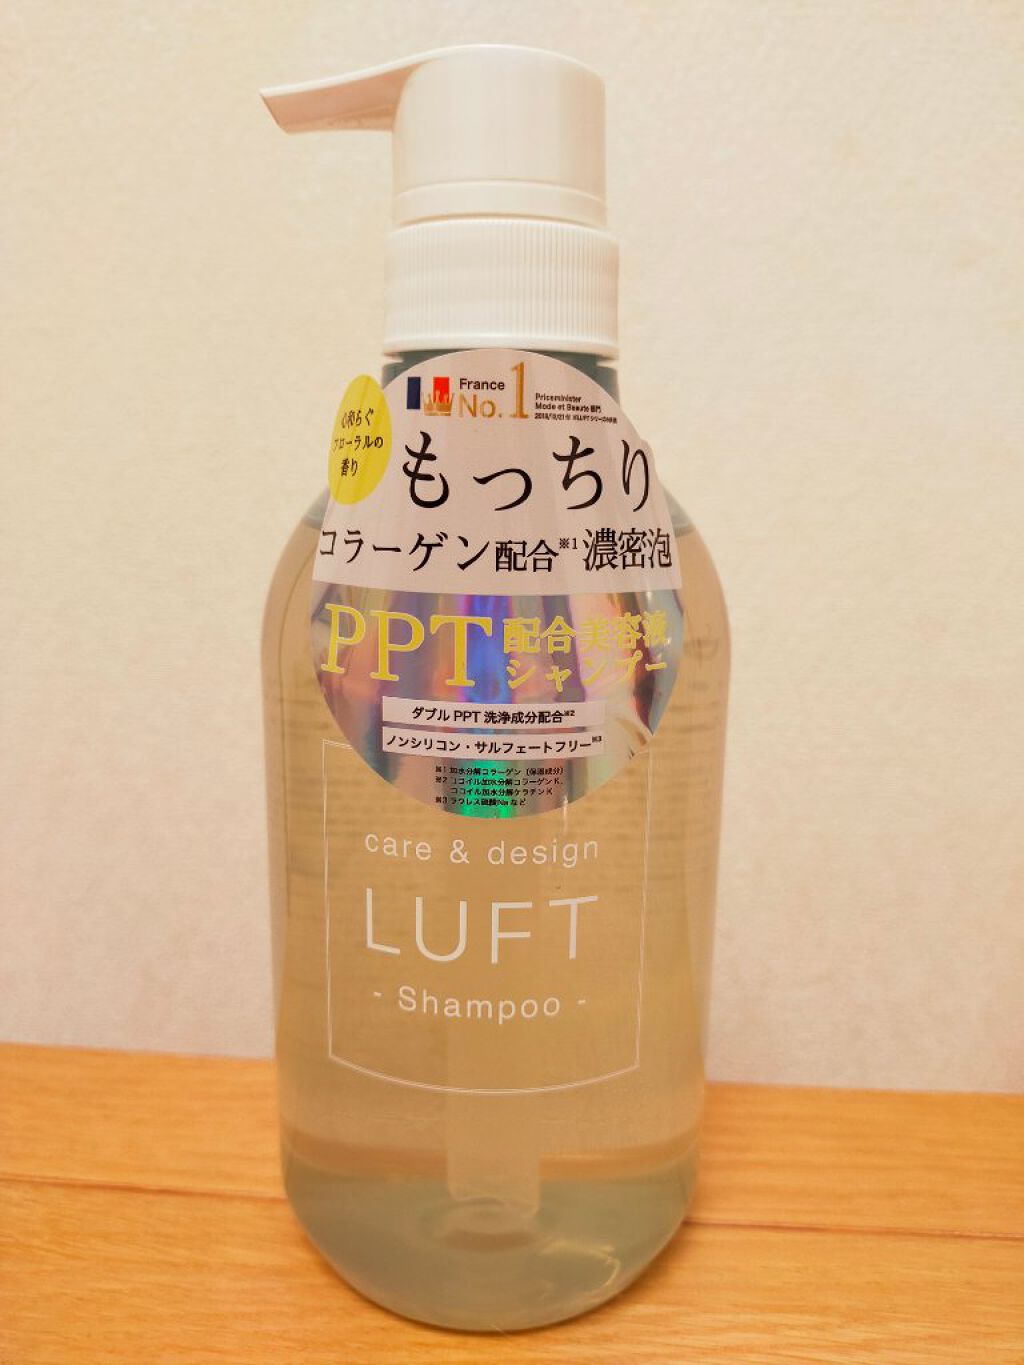 France
No.1
Priceminister
Mode et Beauté 部門
心和らぐ
フローラルの
香り
もっちり
コラーゲン配合※1濃密泡
PPT配合美容液
シャンプー
ダブルPPT洗浄成分配合※2
ノンシリコン・サルフェートフリー※3
※1 加水分解コラーゲン（保湿成分）
※2 ココイル加水分解コラーゲンK、
ココイル加水分解ケラチンK
※3 ラウレス硫酸Naなど
care & design
LUFT
- Shampoo -